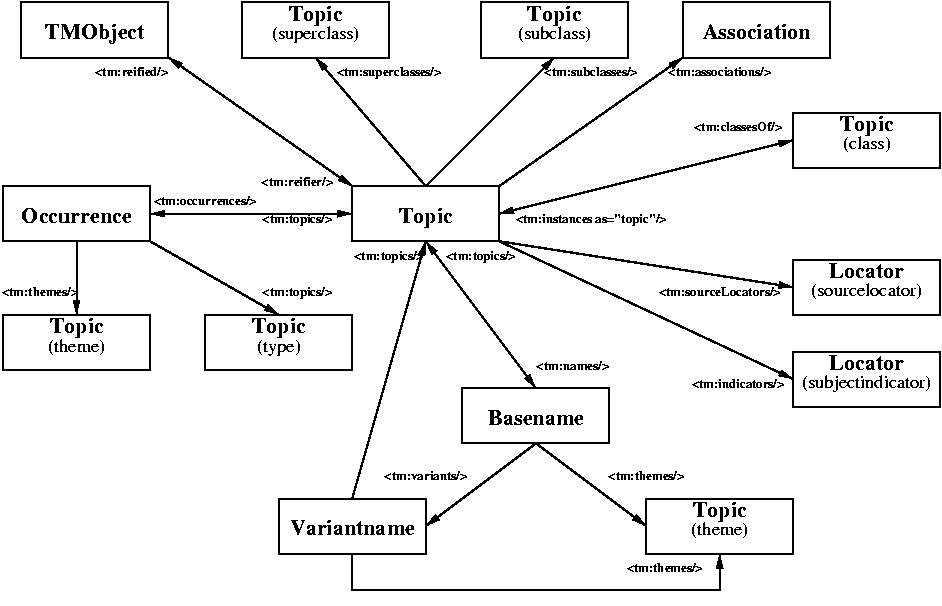 TMObject
Topic
(superclass)
Topic
(subclass)
Association
<tm:reified/>
<tm:superclasses/>
<tm:subclasses/>
<tm:associations/>
<tm:classesOf/>
Topic
(class)
<tm:reifier/>
<tm:occurrences/>
Occurrence
<tm:topics/>
Topic
<tm:instances as="topic"/>
<tm:topics/>
<tm:topics/>
<tm:themes/>
<tm:topics/>
<tm:sourceLocators/>
Locator
(sourcelocator)
Topic
(theme)
Topic
(type)
<tm:names/>
<tm:indicators/>
Locator
(subjectindicator)
Basename
<tm:variants/>
<tm:themes/>
Variantname
Topic
(theme)
<tm:themes/>